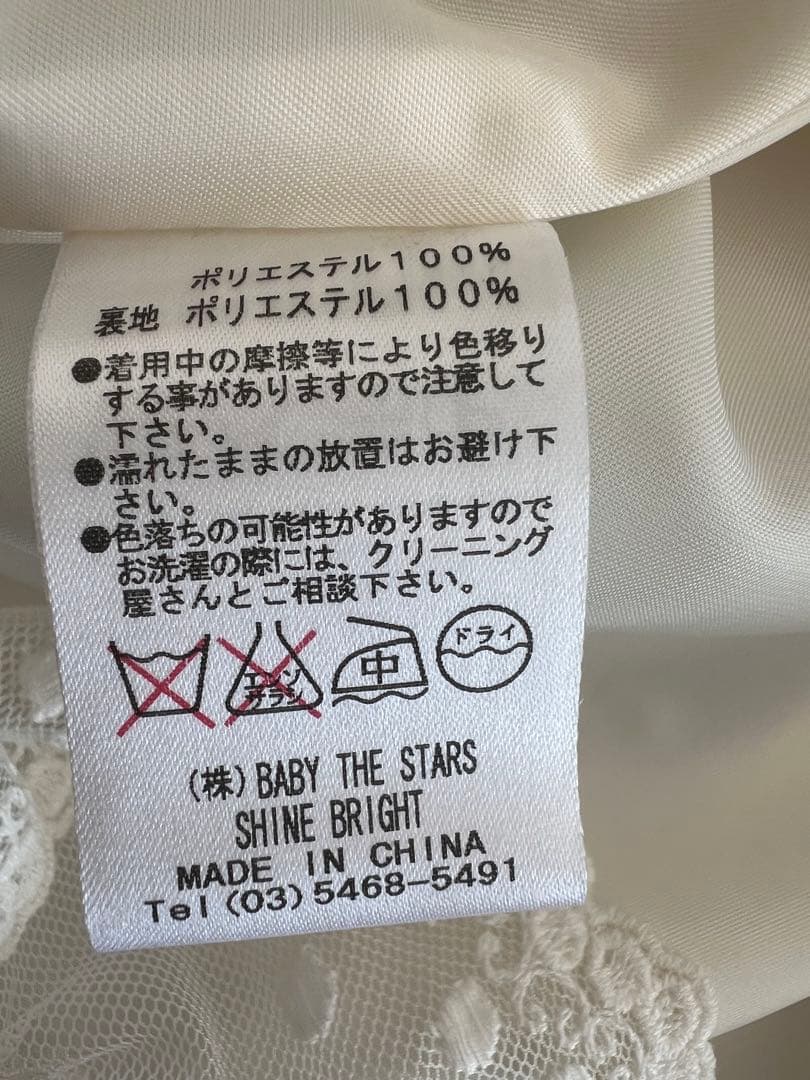 ポリエステル100%
裏地 ポリエステル100%
●着用中の摩擦等により色移り
する事がありますので注意して
下さい。
●濡れたままの放置はお避け下
さい。
●色落ちの可能性がありますので
お洗濯の際には、クリーニング
屋さんとご相談下さい。
エンソ
サラシ
中
ドライ
(株)BABY THE STARS
SHINE BRIGHT
MADE IN CHINA
Tel(03)5468-5491